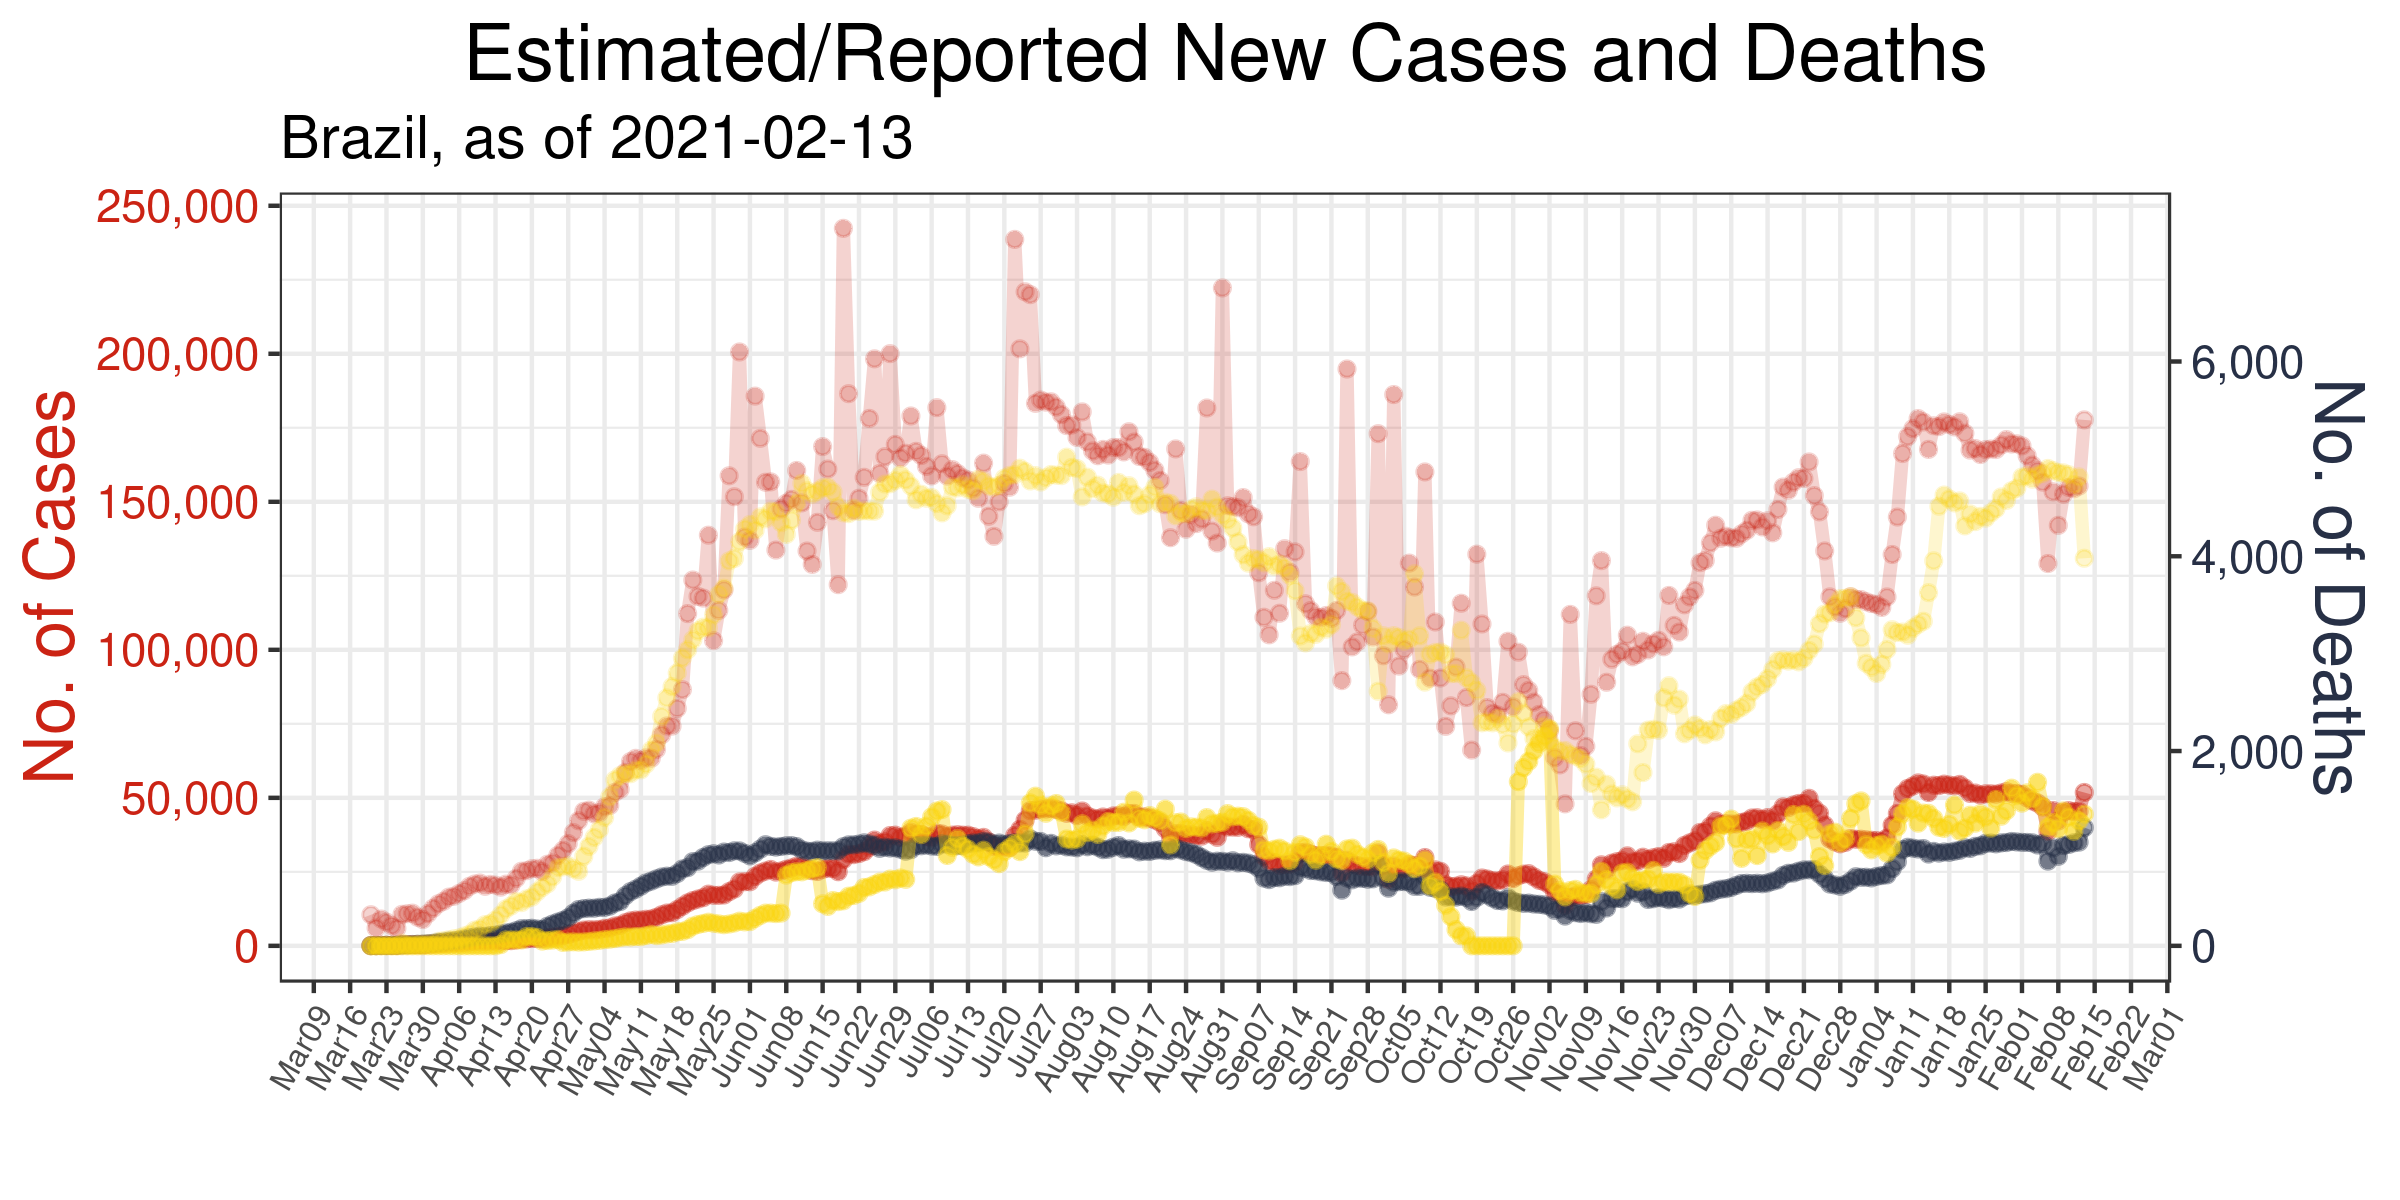 Estimated/Reported New Cases and Deaths
Brazil, as of 2021-02-13
No. of Cases
250,000
200,000
150,000
100,000
50,000
0
6,000
4,000
2,000
0
No. of Deaths
Mar09 Mar16 Mar23 Mar30 Apr06 Apr13 Apr20 Apr27 May04 May11 May18 May25 Jun01 Jun08 Jun15 Jun22 Jun29 Jul06 Jul13 Jul20 Jul27 Aug03 Aug10 Aug17 Aug24 Aug31 Sep07 Sep14 Sep21 Sep28 Oct05 Oct12 Oct19 Oct26 Nov02 Nov09 Nov16 Nov23 Nov30 Dec07 Dec14 Dec21 Dec28 Jan04 Jan11 Jan18 Jan25 Feb01 Feb08 Feb15 Feb22 Mar01